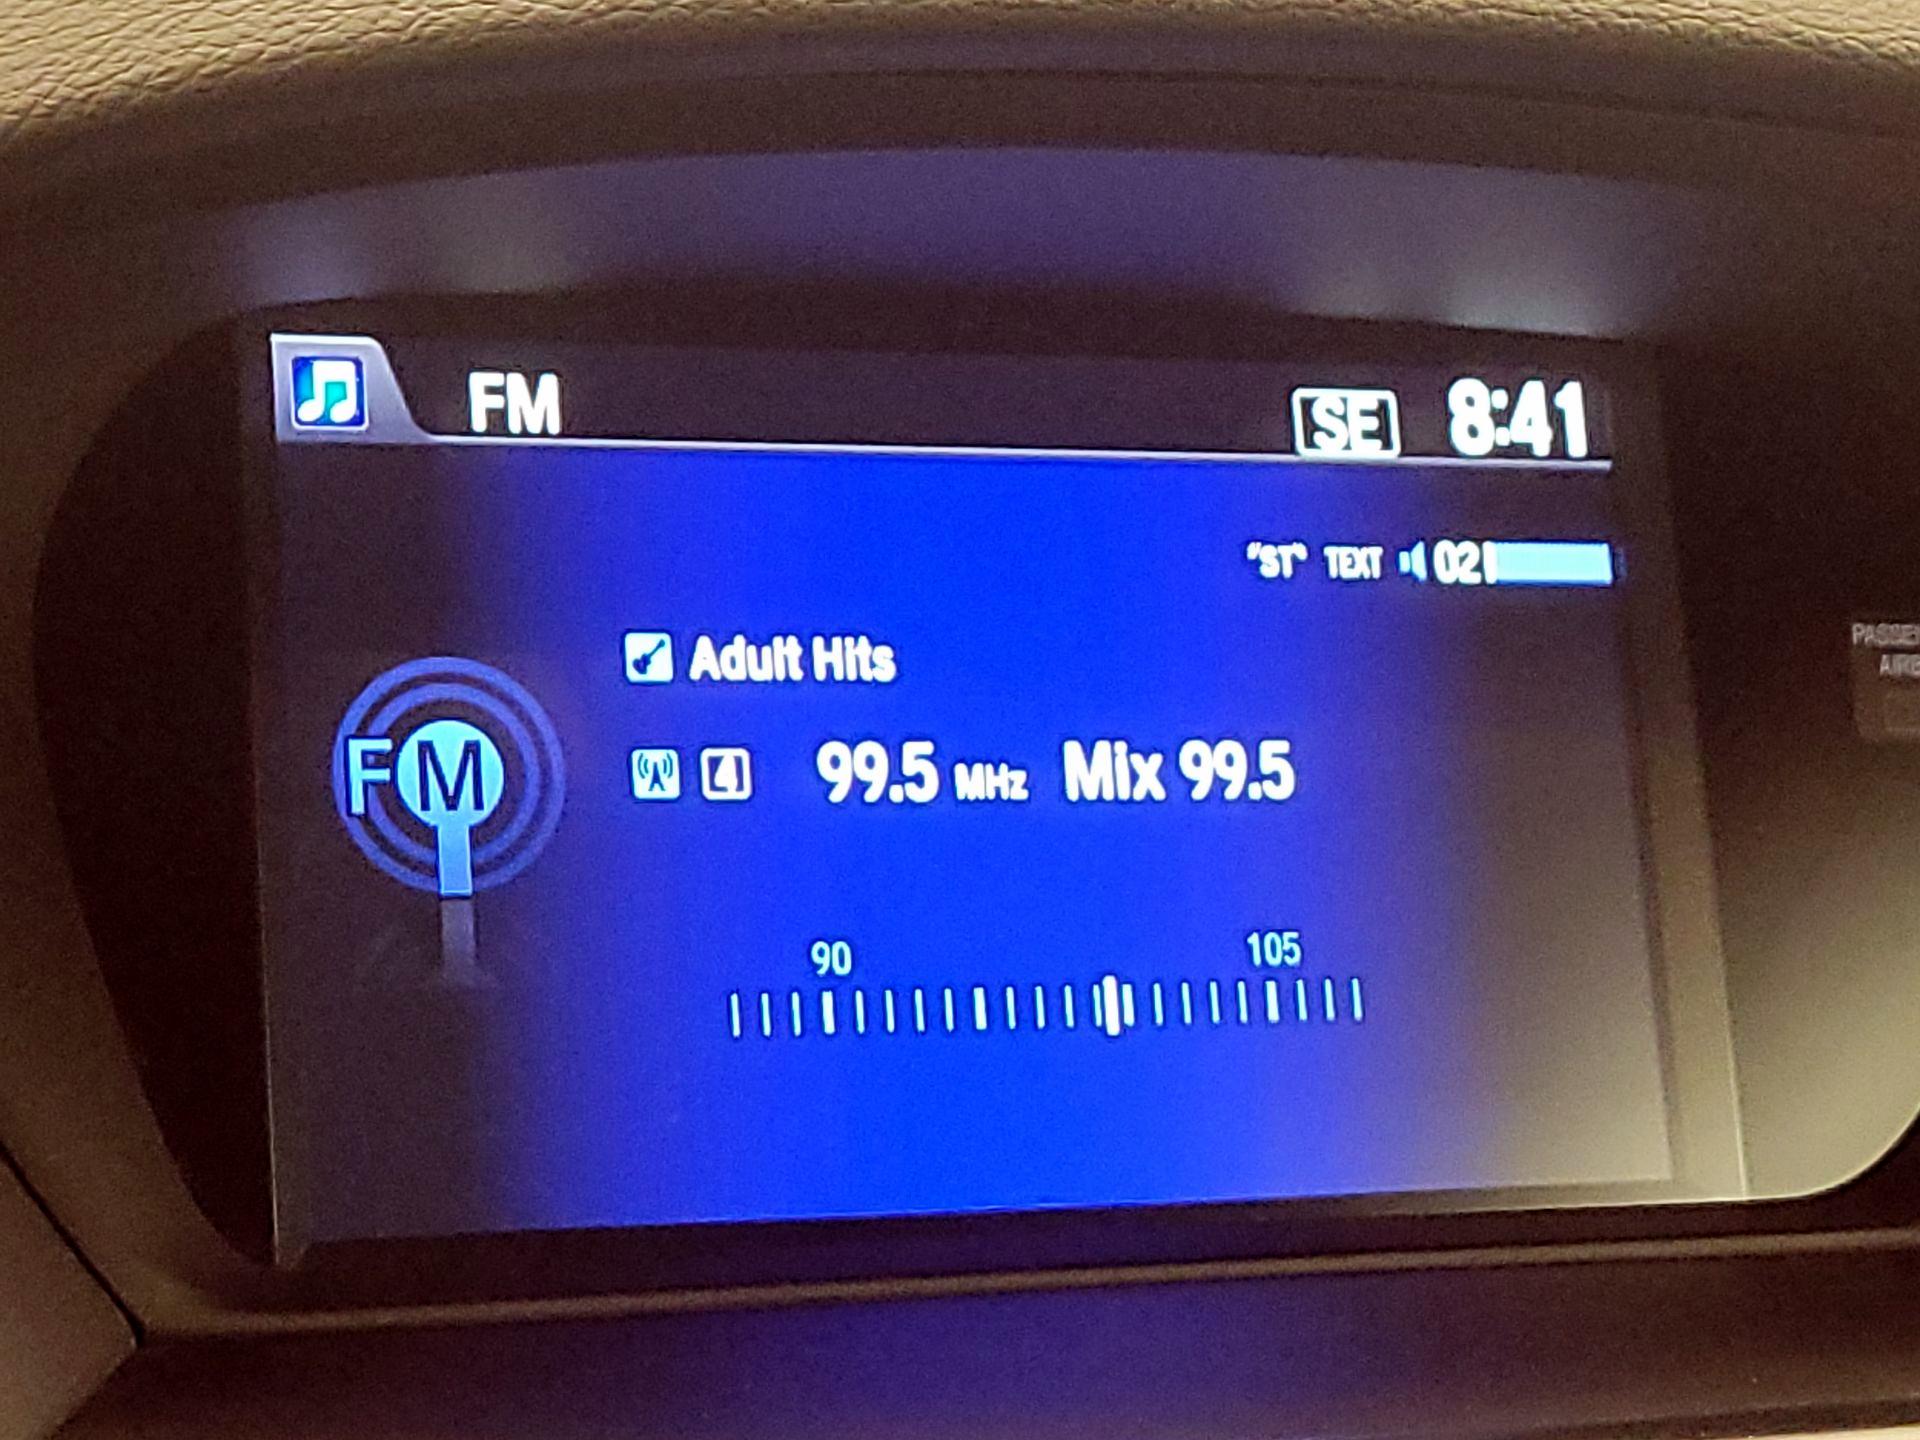 FM SE 8:41
"ST" TEXT 02
Adult Hits
FM 4 99.5 MHz Mix 99.5
90 105